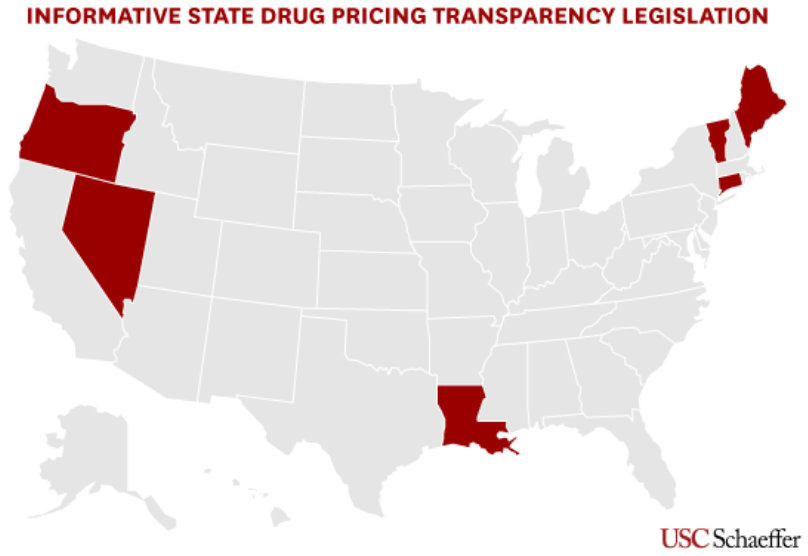 INFORMATIVE STATE DRUG PRICING TRANSPARENCY LEGISLATION
USC Schaeffer